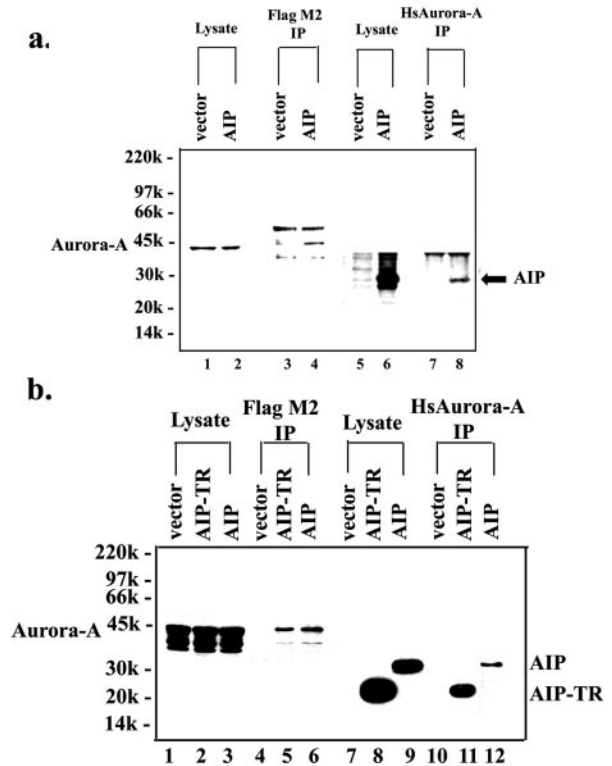 a.
Lysate
Flag M2
IP
Lysate
HsAurora-A
IP
vector
AIP
vector
AIP
vector
AIP
vector
AIP
220k -
97k -
66k -
Aurora-A
45k -
30k -
AIP
20k -
14k -
1 2 3 4 5 6 7 8
b.
Lysate
Flag M2
IP
Lysate
HsAurora-A
IP
vector
AIP-TR
AIP
vector
AIP-TR
AIP
vector
AIP-TR
AIP
vector
AIP-TR
AIP
220k -
97k -
66k -
Aurora-A
45k -
30k -
AIP
20k -
AIP-TR
14k -
1 2 3 4 5 6 7 8 9 10 11 12